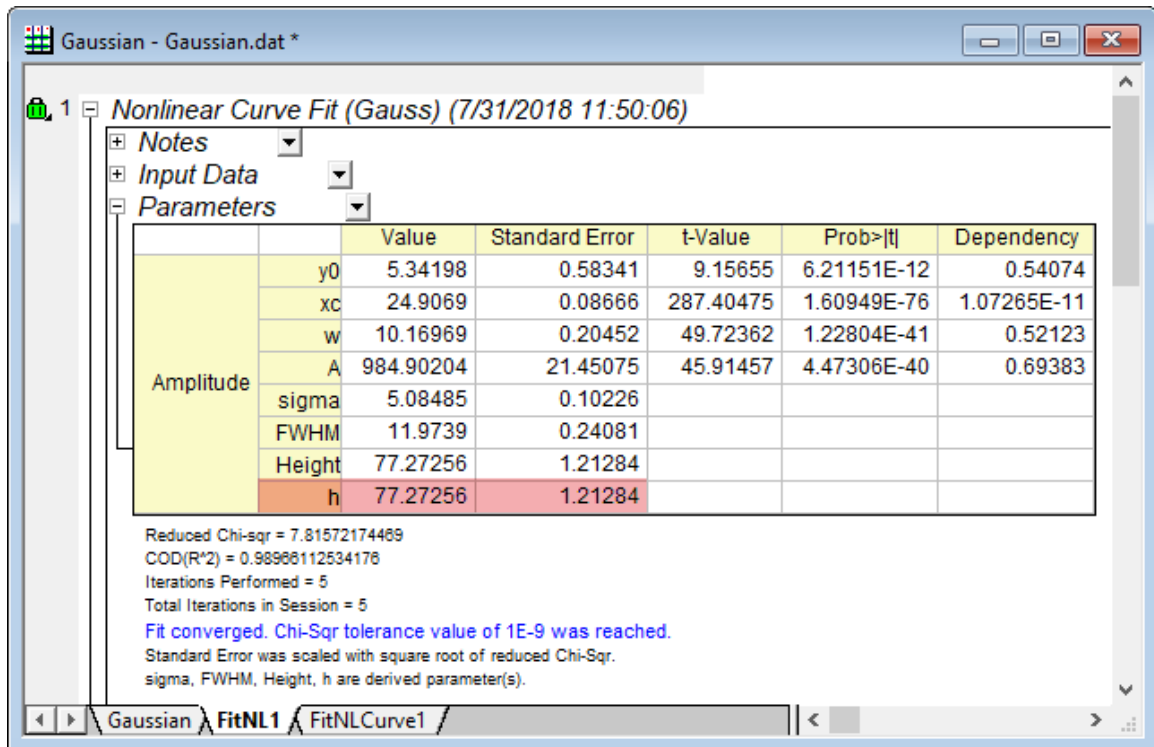 Gaussian - Gaussian.dat *
1 Nonlinear Curve Fit (Gauss) (7/31/2018 11:50:06)
Notes
Input Data
Parameters
Value Standard Error t-Value Prob>|t| Dependency
Amplitude
y0 5.34198 0.58341 9.15655 6.21151E-12 0.54074
xc 24.9069 0.08666 287.40475 1.60949E-76 1.07265E-11
w 10.16969 0.20452 49.72362 1.22804E-41 0.52123
A 984.90204 21.45075 45.91457 4.47306E-40 0.69383
sigma 5.08485 0.10226
FWHM 11.9739 0.24081
Height 77.27256 1.21284
h 77.27256 1.21284
Reduced Chi-sqr = 7.81572174469
COD(R^2) = 0.98966112534176
Iterations Performed = 5
Total Iterations in Session = 5
Fit converged. Chi-Sqr tolerance value of 1E-9 was reached.
Standard Error was scaled with square root of reduced Chi-Sqr.
sigma, FWHM, Height, h are derived parameter(s).
Gaussian FitNL1 FitNLCurve1